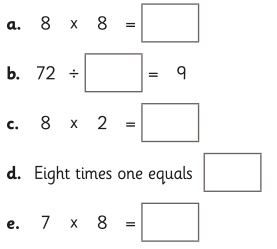 a. 8 x 8 =
b. 72 ÷ = 9
c. 8 x 2 =
d. Eight times one equals
e. 7 x 8 =